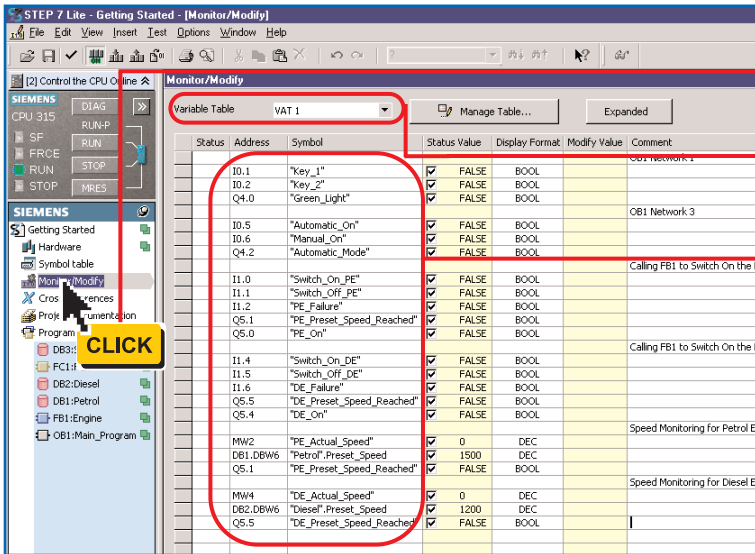 STEP 7 Lite - Getting Started - [Monitor/Modify]
File Edit View Insert Test Options Window Help
?
[2] Control the CPU Online
Monitor/Modify
SIEMENS
CPU 315
DIAG
RUN-P
SF
RUN
FRCE
RUN
STOP
STOP
MRES
Variable Table VAT 1 Manage Table... Expanded
SIEMENS
Getting Started
Hardware
Symbol table
Monitor/Modify
Program
DB2:Diesel
DB1:Petrol
FB1:Engine
OB1:Main_Program
CLICK
Status Address Symbol Status Value Display Format Modify Value Comment
OB1 Network 1
I0.1 "Key_1" FALSE BOOL
I0.2 "Key_2" FALSE BOOL
Q4.0 "Green_Light" FALSE BOOL
OB1 Network 3
I0.5 "Automatic_On" FALSE BOOL
I0.6 "Manual_On" FALSE BOOL
Q4.2 "Automatic_Mode" FALSE BOOL
Calling FB1 to Switch On the
I1.0 "Switch_On_PE" FALSE BOOL
I1.1 "Switch_Off_PE" FALSE BOOL
I1.2 "PE_Failure" FALSE BOOL
Q5.1 "PE_Preset_Speed_Reached" FALSE BOOL
Q5.0 "PE_On" FALSE BOOL
Calling FB1 to Switch On the
I1.4 "Switch_On_DE" FALSE BOOL
I1.5 "Switch_Off_DE" FALSE BOOL
I1.6 "DE_Failure" FALSE BOOL
Q5.5 "DE_Preset_Speed_Reached" FALSE BOOL
Q5.4 "DE_On" FALSE BOOL
Speed Monitoring for Petrol E
MW2 "PE_Actual_Speed" 0 DEC
DB1.DBW6 "Petrol".Preset_Speed 1500 DEC
Q5.1 "PE_Preset_Speed_Reached" FALSE BOOL
Speed Monitoring for Diesel E
MW4 "DE_Actual_Speed" 0 DEC
DB2.DBW6 "Diesel".Preset_Speed 1200 DEC
Q5.5 "DE_Preset_Speed_Reached" FALSE BOOL